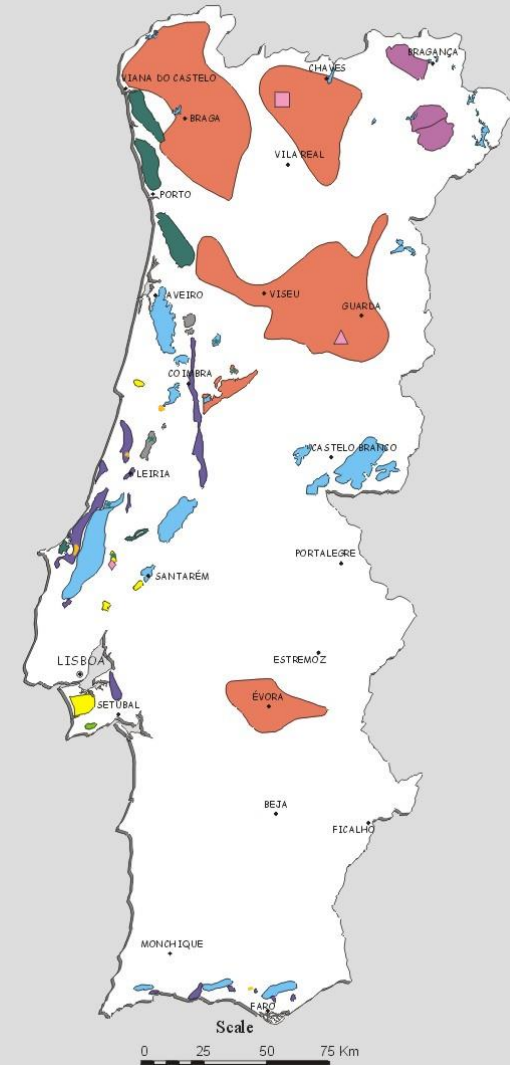 BRAGANÇA
CHAVES
VIANA DO CASTELO
BRAGA
VILA REAL
PORTO
AVEIRO
VISEU
GUARDA
COIMBRA
CASTELO BRANCO
LEIRIA
PORTALEGRE
SANTARÉM
ESTREMOZ
LISBOA
ÉVORA
SETÚBAL
BEJA
FICALHO
MONCHIQUE
FARO
Scale
0 25 50 75 Km